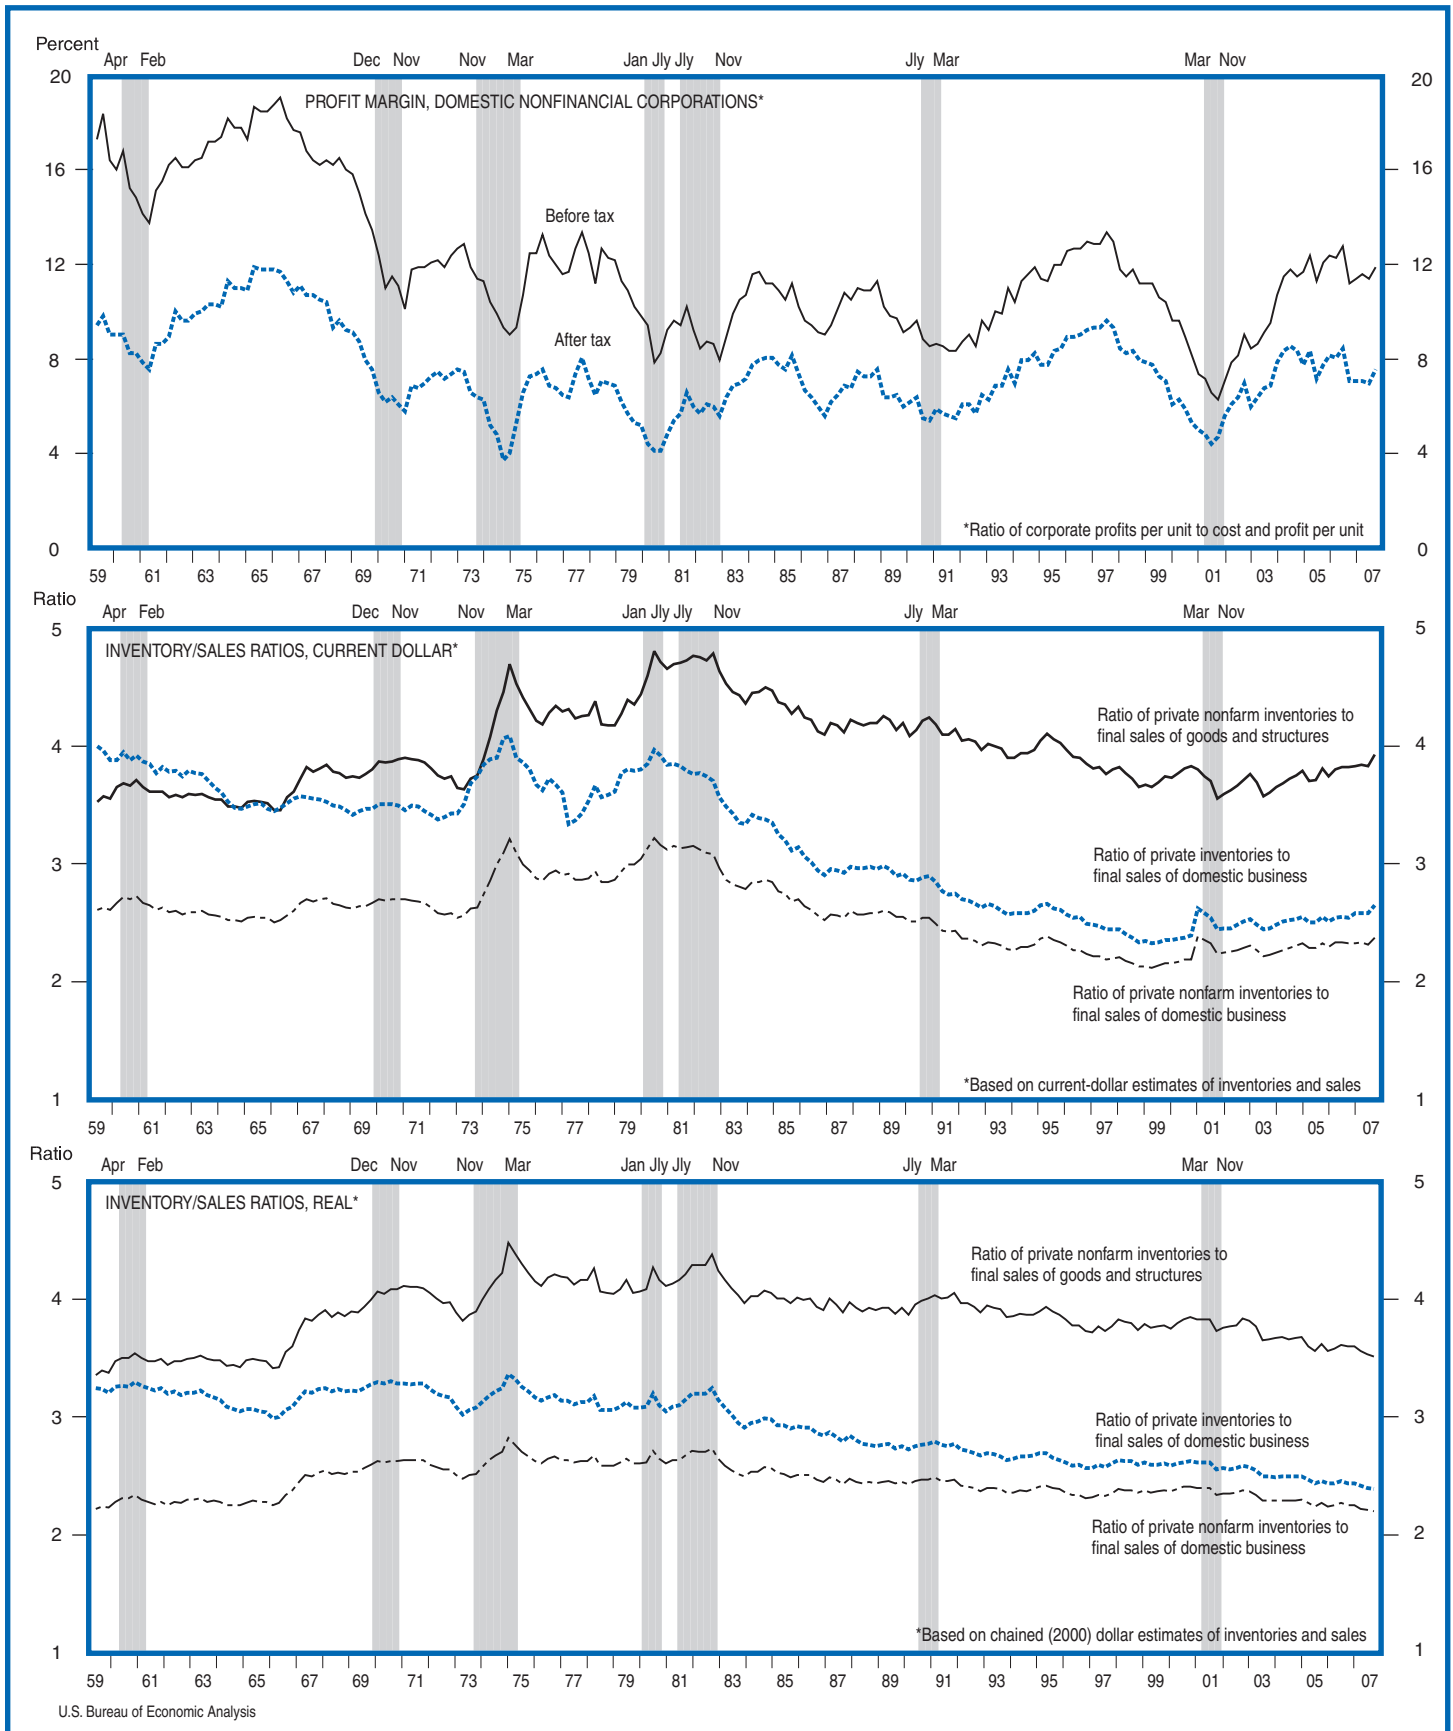 Percent
Apr Feb Dec Nov Nov Mar Jan Jly Jly Nov Jly Mar Mar Nov
20 20
PROFIT MARGIN, DOMESTIC NONFINANCIAL CORPORATIONS*
16 16
Before tax
12 12
After tax
8 8
4 4
*Ratio of corporate profits per unit to cost and profit per unit
0 0
59 61 63 65 67 69 71 73 75 77 79 81 83 85 87 89 91 93 95 97 99 01 03 05 07
Ratio
Apr Feb Dec Nov Nov Mar Jan Jly Jly Nov Jly Mar Mar Nov
5 5
INVENTORY/SALES RATIOS, CURRENT DOLLAR*
Ratio of private nonfarm inventories to
final sales of goods and structures
4 4
Ratio of private inventories to
3 3
final sales of domestic business
2 2
Ratio of private nonfarm inventories to
final sales of domestic business
*Based on current-dollar estimates of inventories and sales
1 1
59 61 63 65 67 69 71 73 75 77 79 81 83 85 87 89 91 93 95 97 99 01 03 05 07
Ratio
Apr Feb Dec Nov Nov Mar Jan Jly Jly Nov Jly Mar Mar Nov
5 5
INVENTORY/SALES RATIOS, REAL*
Ratio of private nonfarm inventories to
final sales of goods and structures
4 4
3 3
Ratio of private inventories to
final sales of domestic business
2 2
Ratio of private nonfarm inventories to
final sales of domestic business
*Based on chained (2000) dollar estimates of inventories and sales
1 1
59 61 63 65 67 69 71 73 75 77 79 81 83 85 87 89 91 93 95 97 99 01 03 05 07
U.S. Bureau of Economic Analysis